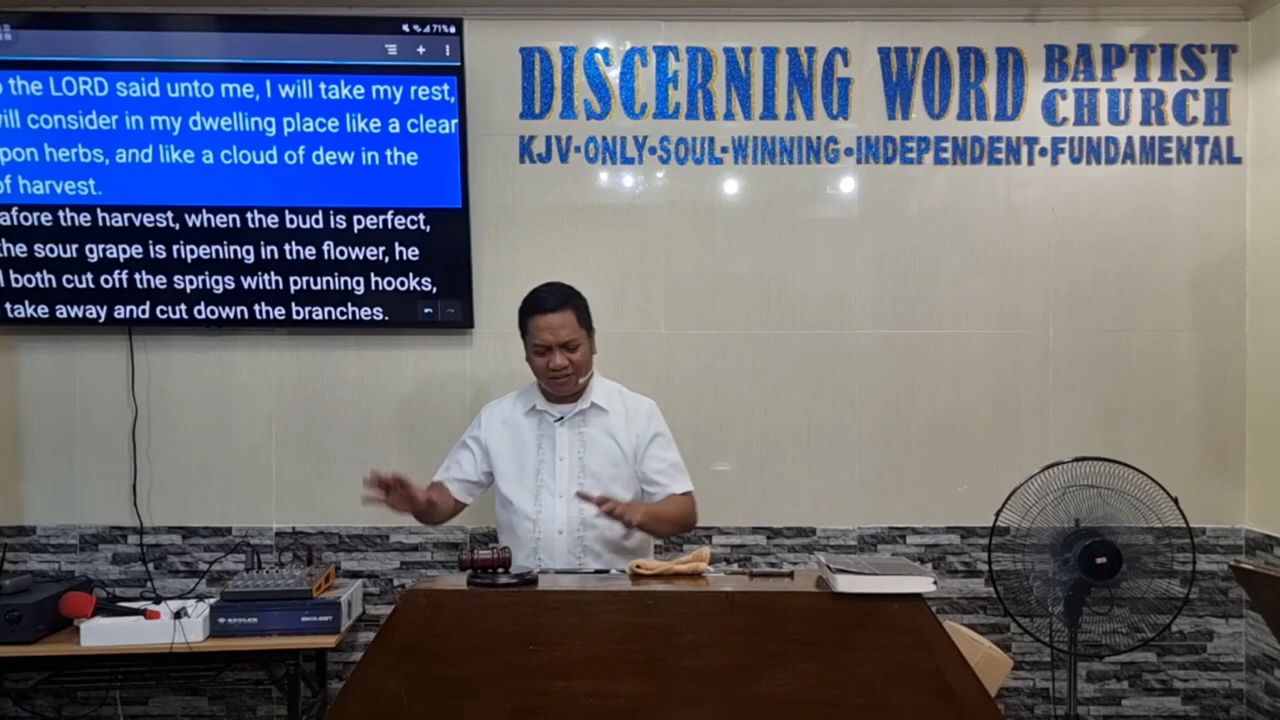 71%
the LORD said unto me, I will take my rest,
will consider in my dwelling place like a clear
upon herbs, and like a cloud of dew in the
of harvest.
afore the harvest, when the bud is perfect,
the sour grape is ripening in the flower, he
both cut off the sprigs with pruning hooks,
take away and cut down the branches.
DISCERNING WORD BAPTIST CHURCH
KJV-ONLY•SOUL-WINNING•INDEPENDENT•FUNDAMENTAL